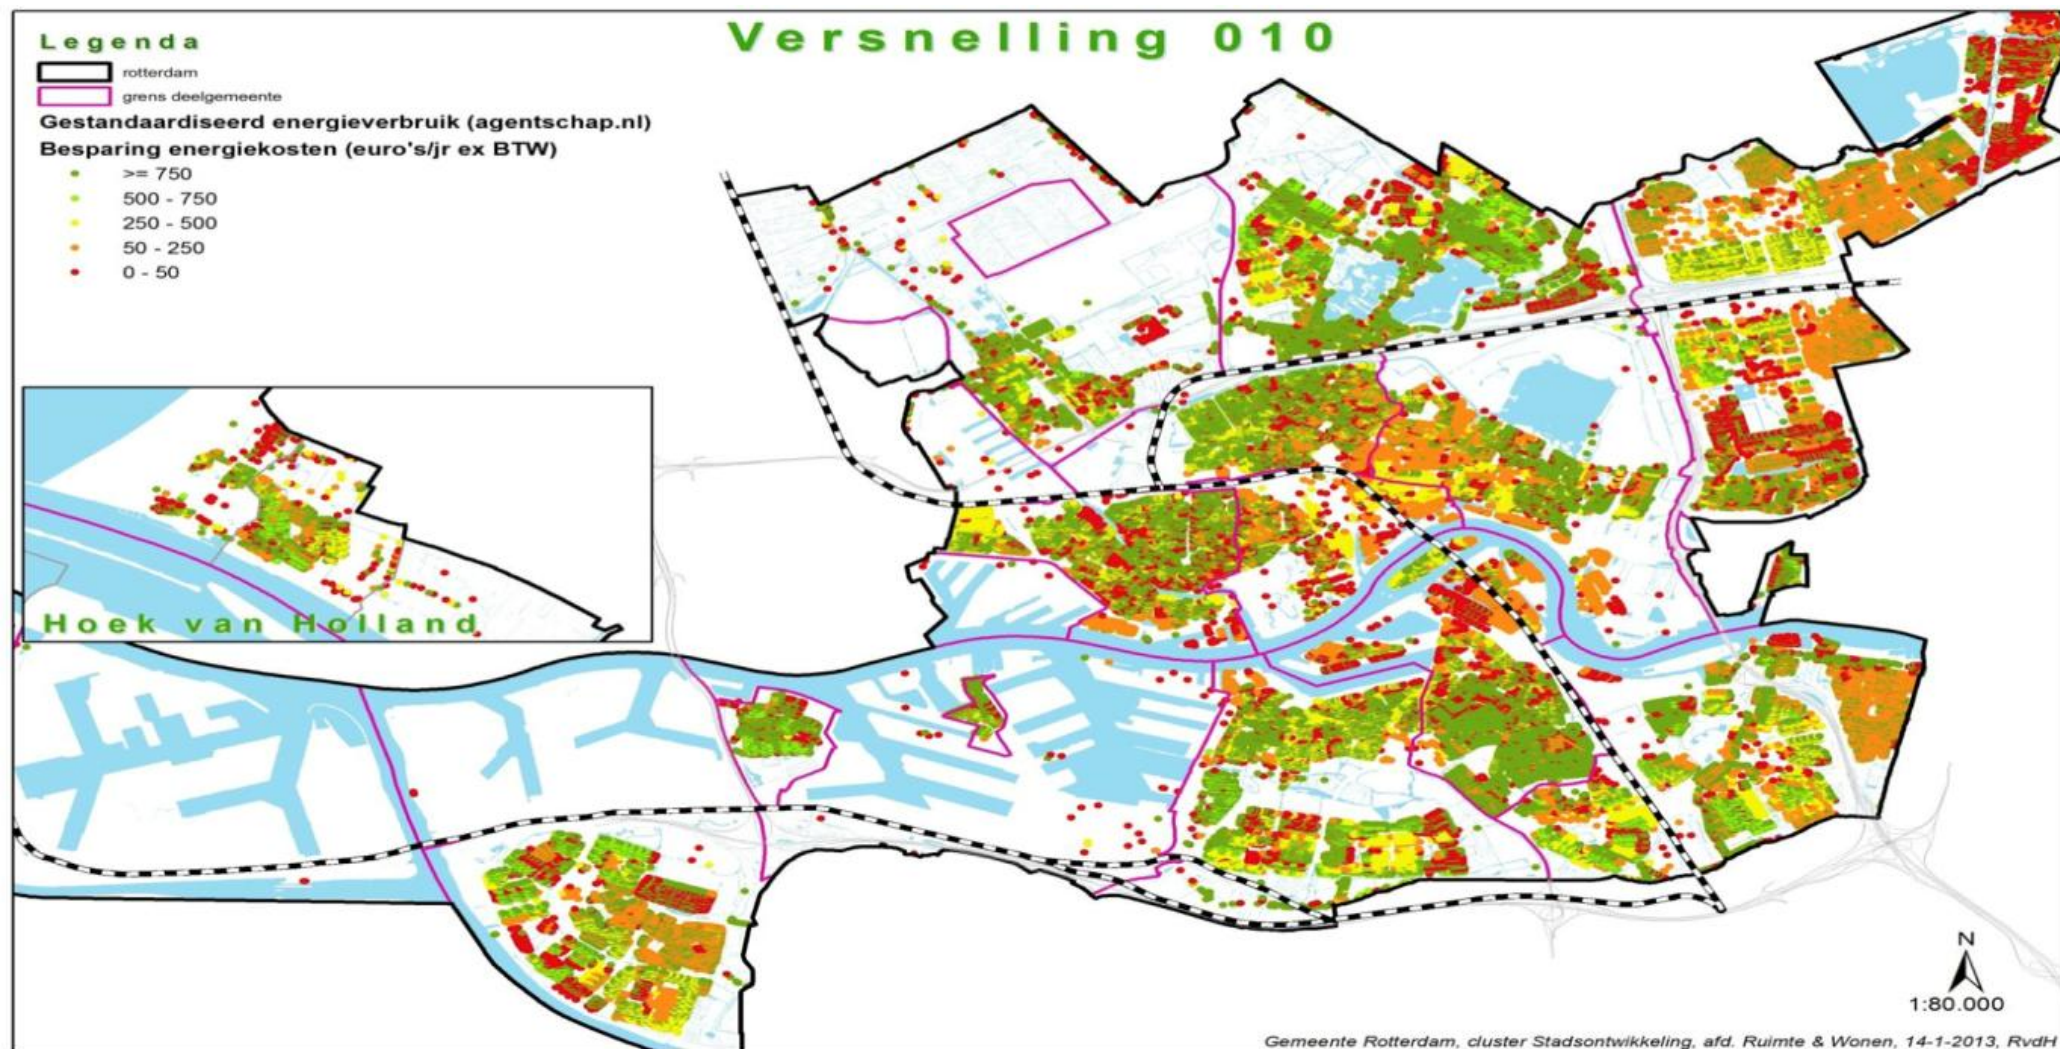 Versnelling 010
Legenda
rotterdam
grens deelgemeente
Gestandaardiseerd energieverbruik (agentschap.nl)
Besparing energiekosten (euro's/jr ex BTW)
>= 750
500 - 750
250 - 500
50 - 250
0 - 50
Hoek van Holland
N
1:80.000
Gemeente Rotterdam, cluster Stadsontwikkeling, afd. Ruimte & Wonen, 14-1-2013, RvdH